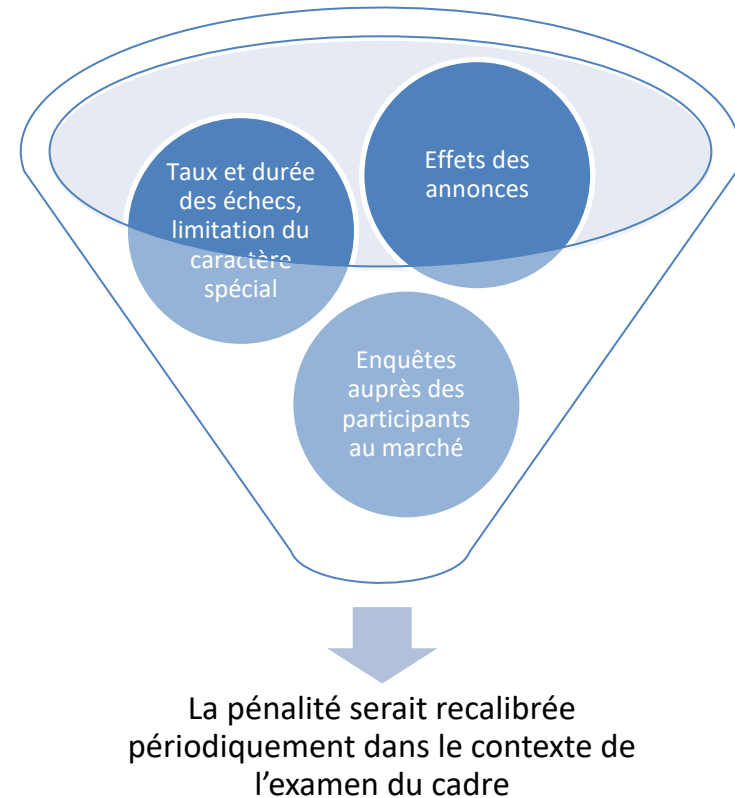 Taux et durée
des échecs,
limitation du
caractère
spécial
Effets des
annonces
Enquêtes
auprès des
participants
au marché
La pénalité serait recalibrée
périodiquement dans le contexte de
l’examen du cadre